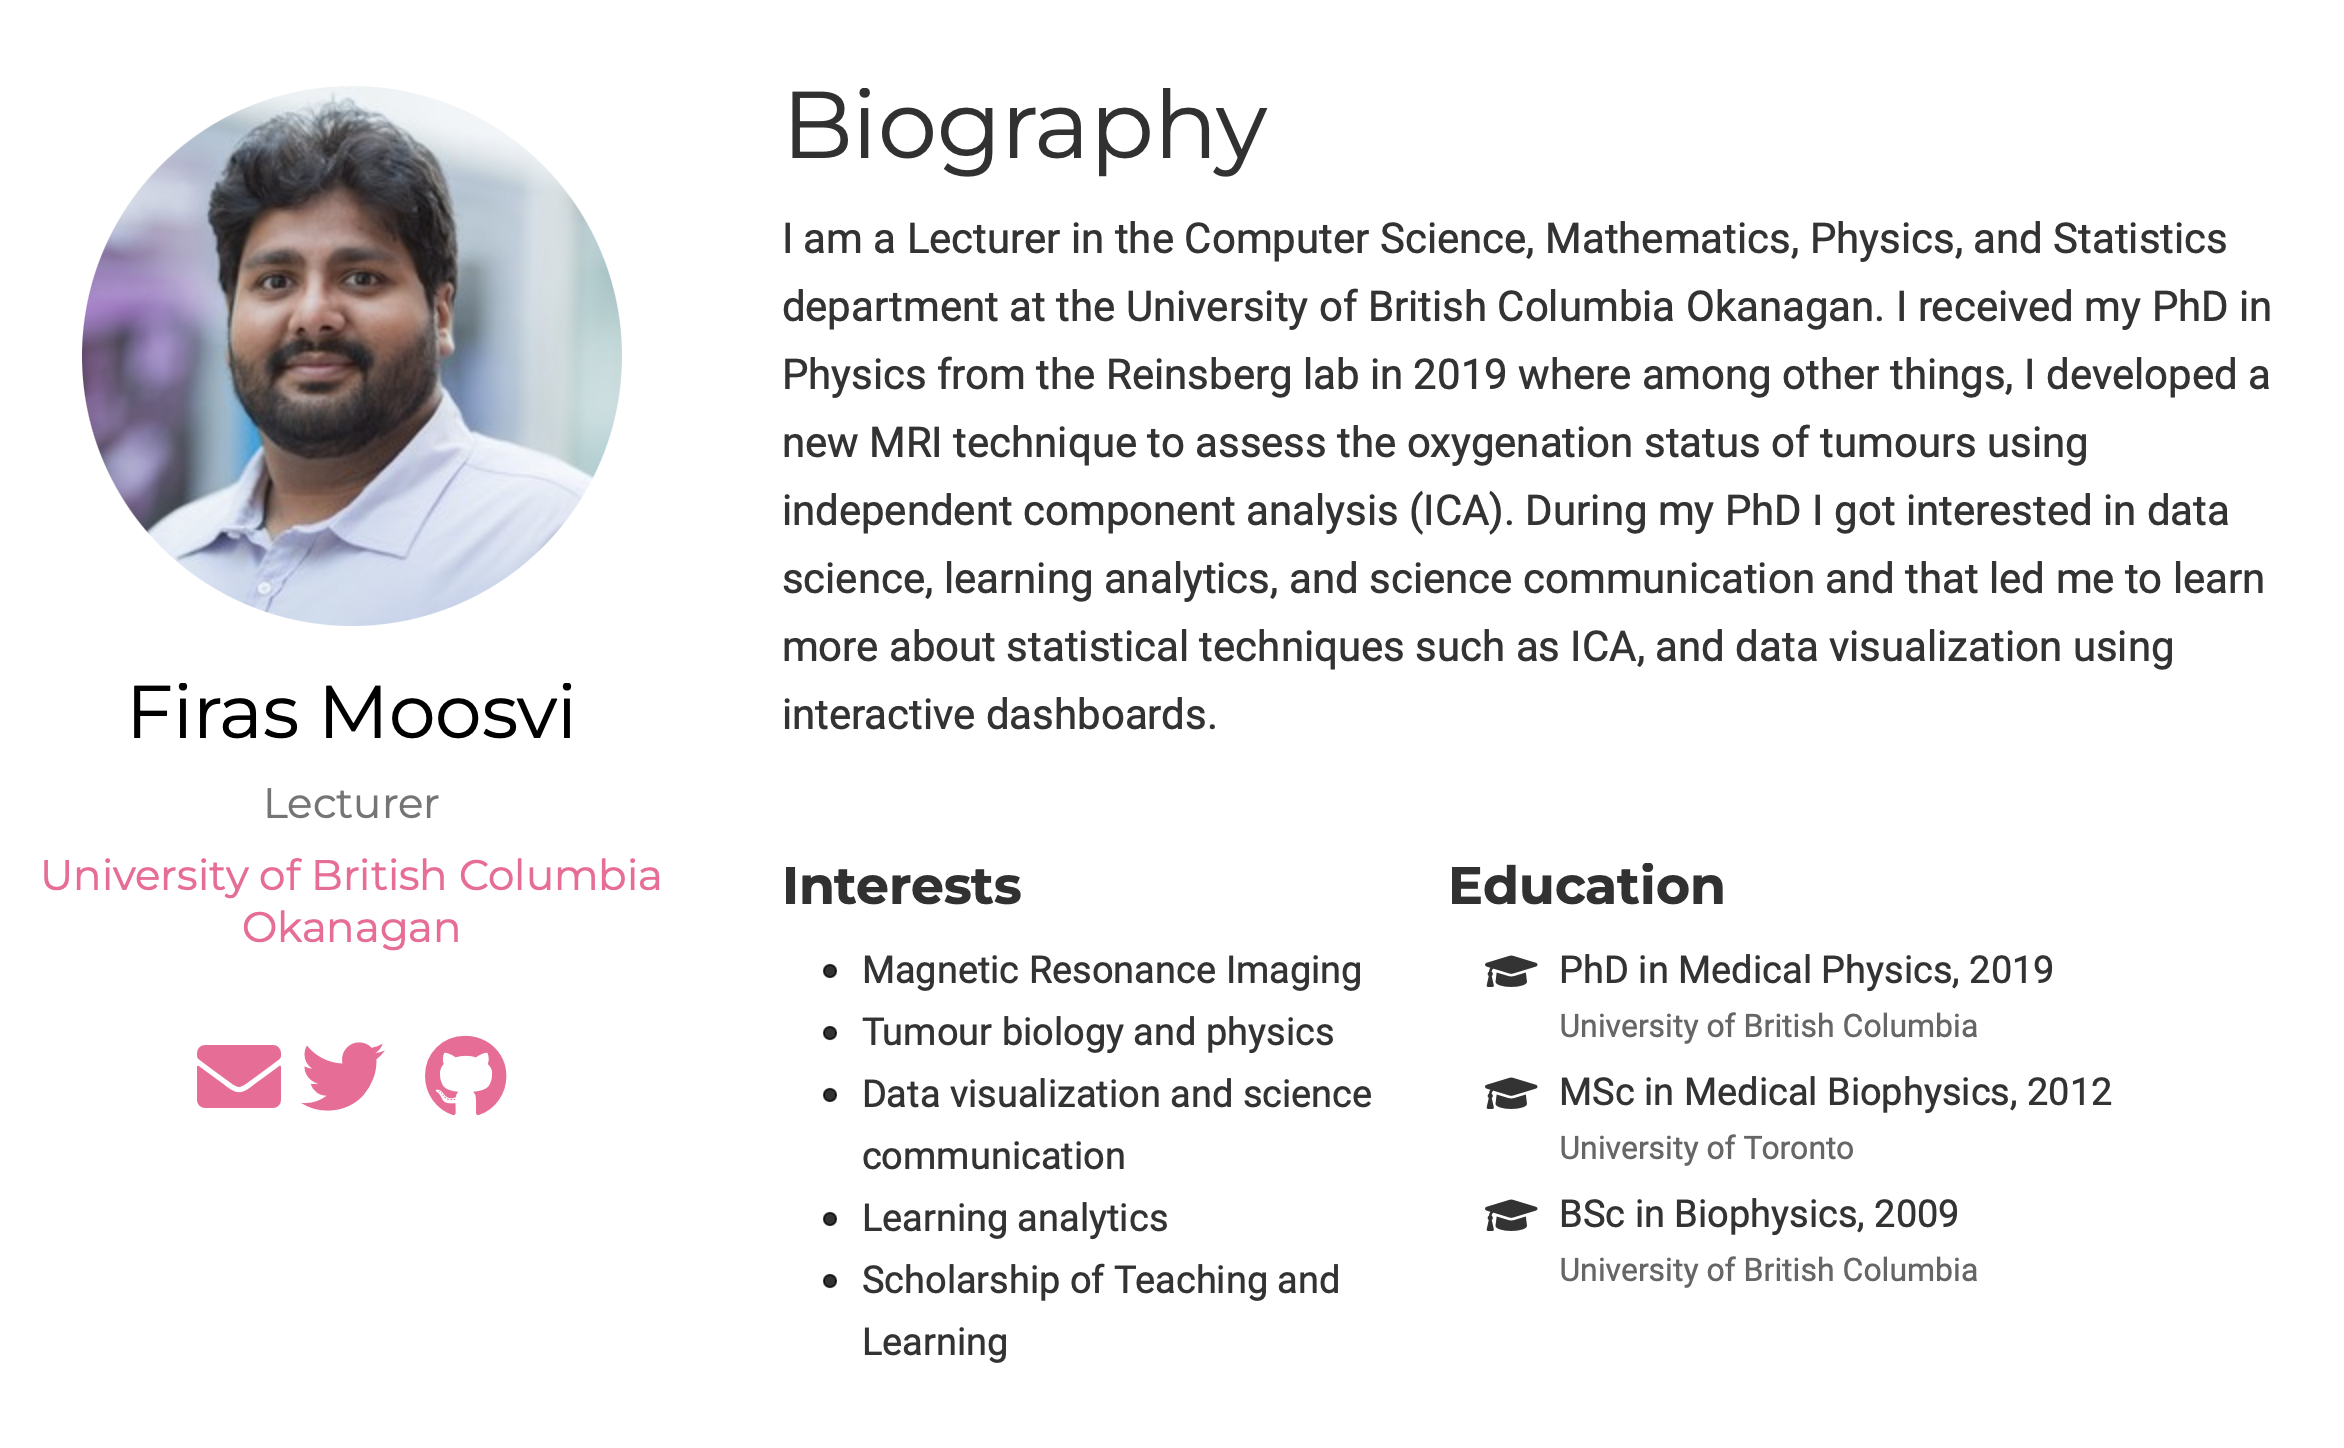 Firas Moosvi
Lecturer
University of British Columbia
Okanagan
Biography
I am a Lecturer in the Computer Science, Mathematics, Physics, and Statistics
department at the University of British Columbia Okanagan. I received my PhD in
Physics from the Reinsberg lab in 2019 where among other things, I developed a
new MRI technique to assess the oxygenation status of tumours using
independent component analysis (ICA). During my PhD I got interested in data
science, learning analytics, and science communication and that led me to learn
more about statistical techniques such as ICA, and data visualization using
interactive dashboards.
Interests
• Magnetic Resonance Imaging
• Tumour biology and physics
• Data visualization and science
communication
• Learning analytics
• Scholarship of Teaching and
Learning
Education
PhD in Medical Physics, 2019
University of British Columbia
MSc in Medical Biophysics, 2012
University of Toronto
BSc in Biophysics, 2009
University of British Columbia